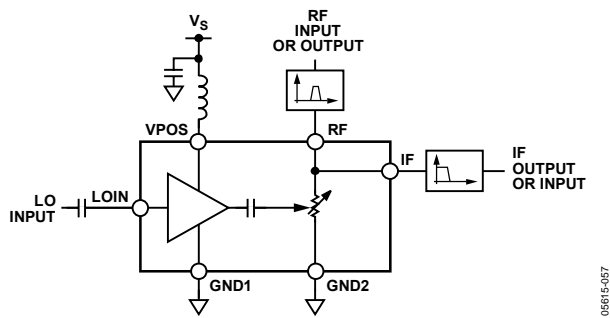 VS
RF
INPUT
OR OUTPUT
VPOS
RF
IF
IF
OUTPUT
OR INPUT
LO
INPUT
LOIN
GND1
GND2
05615-057